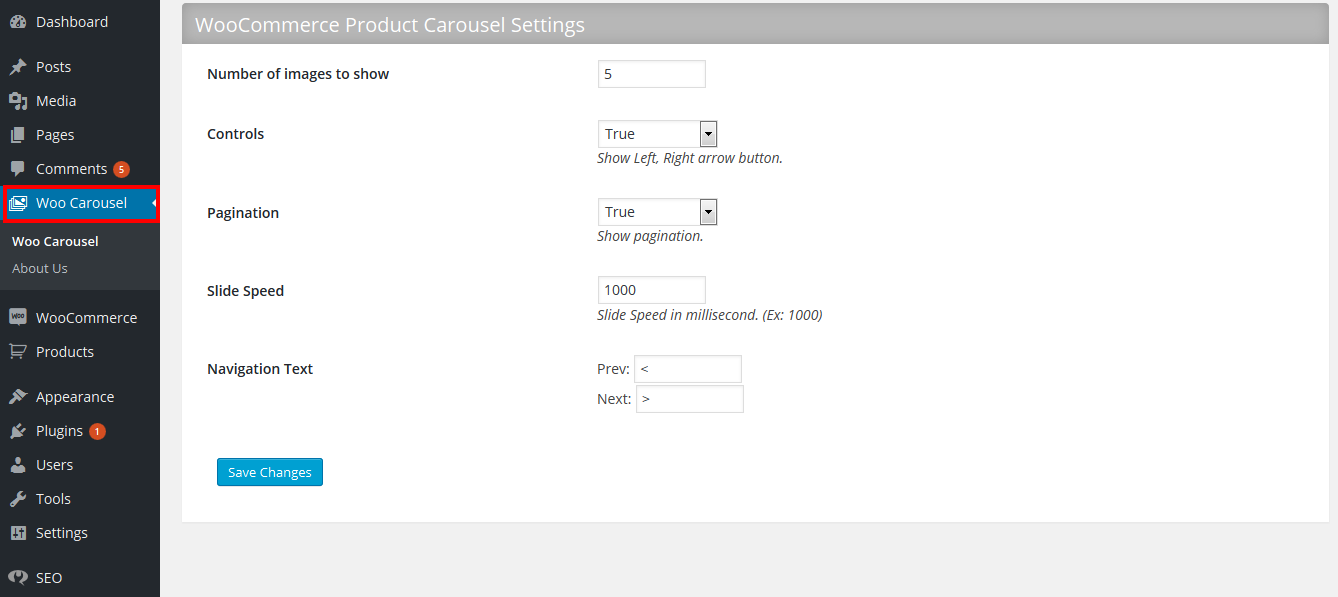 Dashboard
Posts
Media
Pages
Comments 5
Woo Carousel
Woo Carousel
About Us
Woo WooCommerce
Products
Appearance
Plugins 1
Users
Tools
Settings
SEO
WooCommerce Product Carousel Settings
Number of images to show 5
Controls True
Show Left, Right arrow button.
Pagination True
Show pagination.
Slide Speed 1000
Slide Speed in millisecond. (Ex: 1000)
Navigation Text Prev: <
Next: >
Save Changes